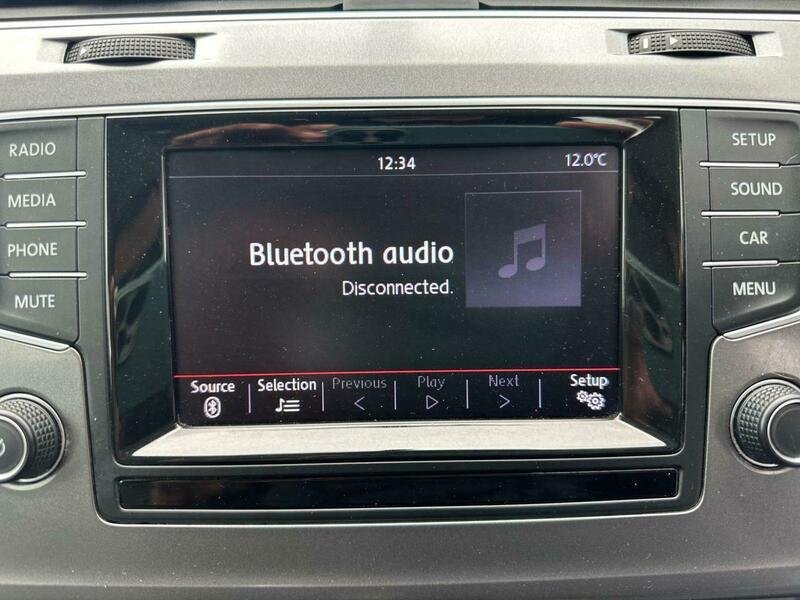 RADIO
MEDIA
PHONE
MUTE
12:34
12.0°C
Bluetooth audio
Disconnected.
Source
Selection
Previous
Play
Next
Setup
SETUP
SOUND
CAR
MENU